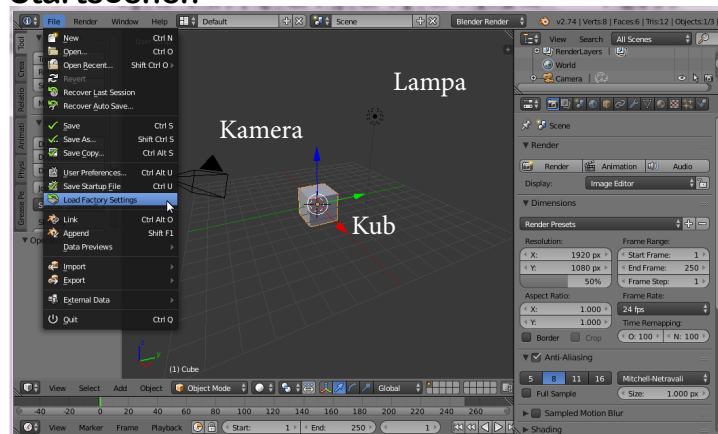 Startscenen
File Render Window Help Default Scene Blender Render v2.74 | Verts:8 | Faces:6 | Tris:12 | Objects:1/3
New Ctrl N
Open... Ctrl O
Open Recent... Shift Ctrl O
Revert
Recover Last Session
Recover Auto Save...
Save Ctrl S
Save As... Shift Ctrl S
Save Copy... Ctrl Alt S
User Preferences... Ctrl Alt U
Save Startup File Ctrl U
Load Factory Settings
Link Ctrl Alt O
Append Shift F1
Data Previews
Import
Export
External Data
Quit Ctrl Q
Tool
Crea
Relatio
Animati
Physi
Grease Pe
Lampa
Kamera
Kub
z
y
(1) Cube
View Select Add Object Object Mode Global
-40 -20 0 20 40 60 80 100 120 140 160 180 200 220 240 260
View Marker Frame Playback Start: 1 End: 250 1
View Search All Scenes
RenderLayers
World
Camera
Scene
Render
Render Animation Audio
Display: Image Editor
Dimensions
Render Presets
Resolution: Frame Range:
X: 1920 px Start Frame: 1
Y: 1080 px End Frame: 250
50% Frame Step: 1
Aspect Ratio: Frame Rate:
X: 1.000 24 fps
Y: 1.000 Time Remapping:
Border Crop O: 100 N: 100
Anti-Aliasing
5 8 11 16 Mitchell-Netravali
Full Sample Size: 1.000 px
Sampled Motion Blur
Shading